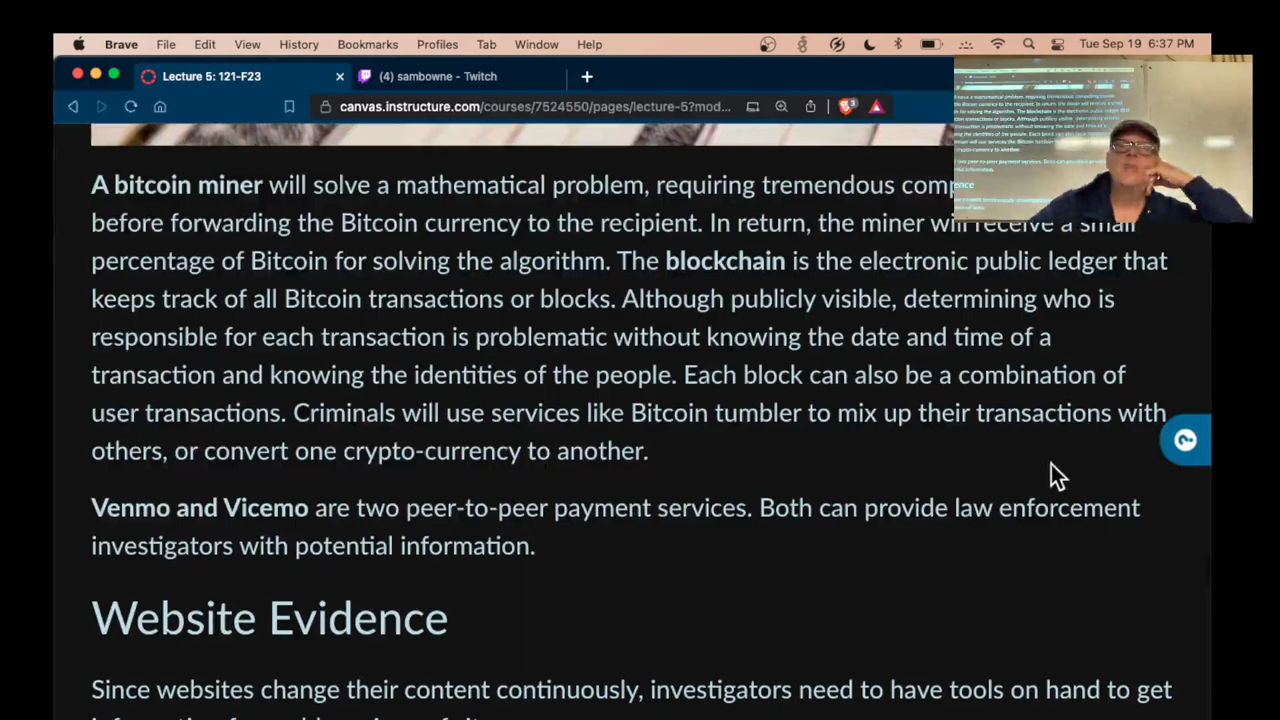 Brave File Edit View History Bookmarks Profiles Tab Window Help Tue Sep 19 6:37 PM
Lecture 5: 121-F23
(4) sambowne - Twitch
canvas.instructure.com/courses/7524550/pages/lecture-5?mod...
3
A bitcoin miner will solve a mathematical problem, requiring tremendous
before forwarding the Bitcoin currency to the recipient. In return, the miner will receive a small
percentage of Bitcoin for solving the algorithm. The blockchain is the electronic public ledger that
keeps track of all Bitcoin transactions or blocks. Although publicly visible, determining who is
responsible for each transaction is problematic without knowing the date and time of a
transaction and knowing the identities of the people. Each block can also be a combination of
user transactions. Criminals will use services like Bitcoin tumbler to mix up their transactions with
others, or convert one crypto-currency to another.
Venmo and Vicemo are two peer-to-peer payment services. Both can provide law enforcement
investigators with potential information.
Website Evidence
Since websites change their content continuously, investigators need to have tools on hand to get